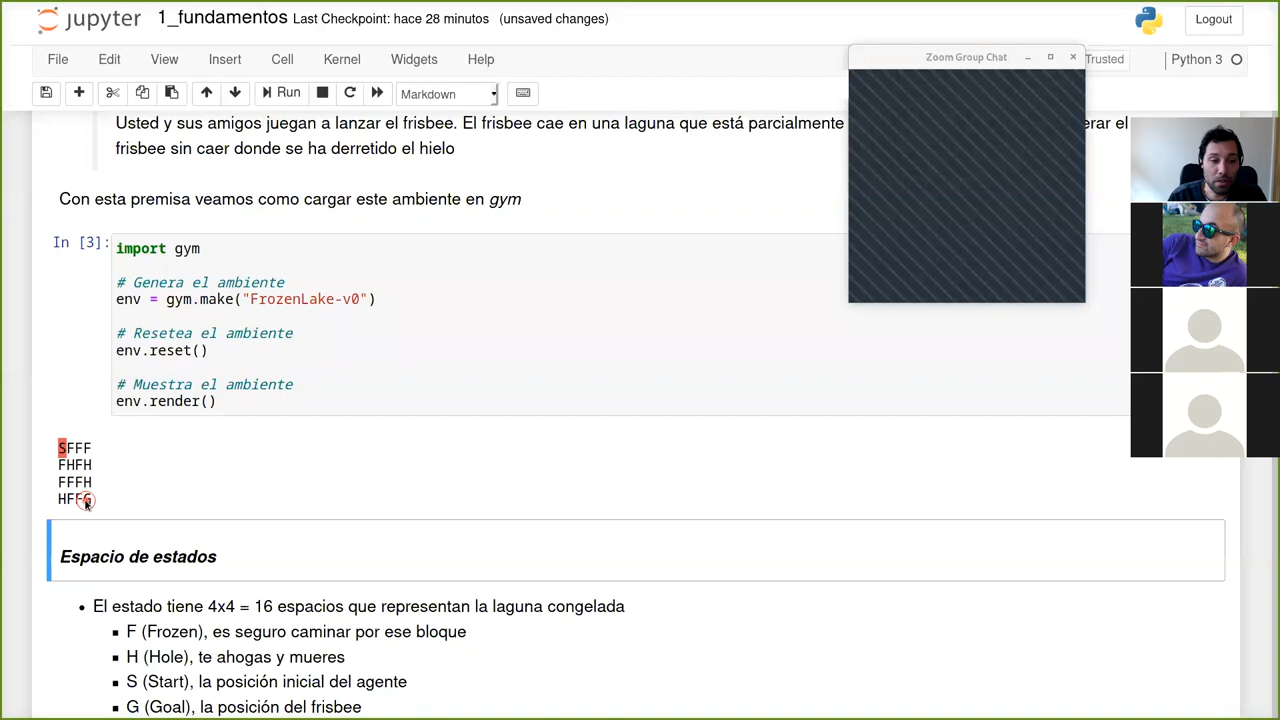 jupyter 1_fundamentos Last Checkpoint: hace 28 minutos (unsaved changes) Logout
File Edit View Insert Cell Kernel Widgets Help Trusted Python 3
Run Markdown
Zoom Group Chat
Usted y sus amigos juegan a lanzar el frisbee. El frisbee cae en una laguna que está parcialmente erar el
frisbee sin caer donde se ha derretido el hielo
Con esta premisa veamos como cargar este ambiente en gym
In [3]: import gym
# Genera el ambiente
env = gym.make("FrozenLake-v0")
# Resetea el ambiente
env.reset()
# Muestra el ambiente
env.render()
SFFF
FHFH
FFFH
HFFG
Espacio de estados
• El estado tiene 4x4 = 16 espacios que representan la laguna congelada
▪ F (Frozen), es seguro caminar por ese bloque
▪ H (Hole), te ahogas y mueres
▪ S (Start), la posición inicial del agente
▪ G (Goal), la posición del frisbee